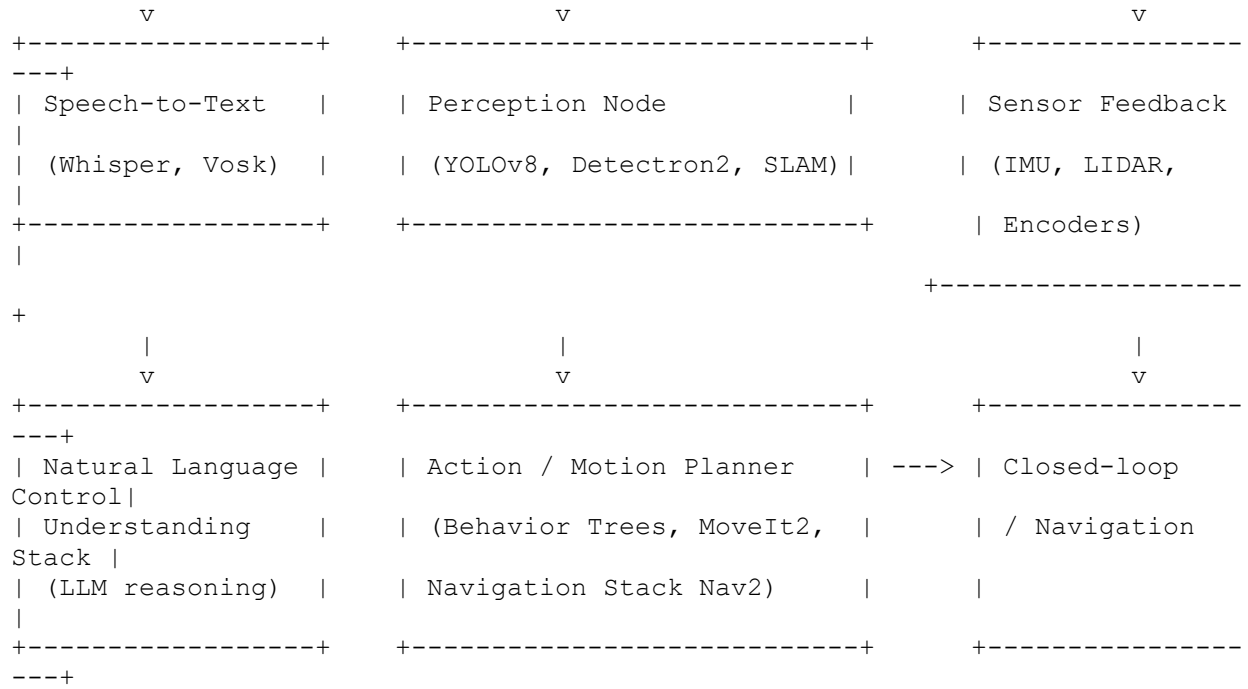 v                         v                                   v
+------------------+    +----------------------------+      +----------------
---+
| Speech-to-Text   |    | Perception Node           |      | Sensor Feedback
|
| (Whisper, Vosk)  |    | (YOLOv8, Detectron2, SLAM)|      | (IMU, LIDAR,
|
+------------------+    +----------------------------+      | Encoders)
|
                                                         +-------------------
+
        |                         |                                   |
        v                         v                                   v
+------------------+    +----------------------------+      +----------------
---+
| Natural Language |    | Action / Motion Planner    | ---> | Closed-loop
Control|
| Understanding    |    | (Behavior Trees, MoveIt2,  |      | / Navigation
Stack |
| (LLM reasoning)  |    | Navigation Stack Nav2)     |      |
|
+------------------+    +----------------------------+      +----------------
---+